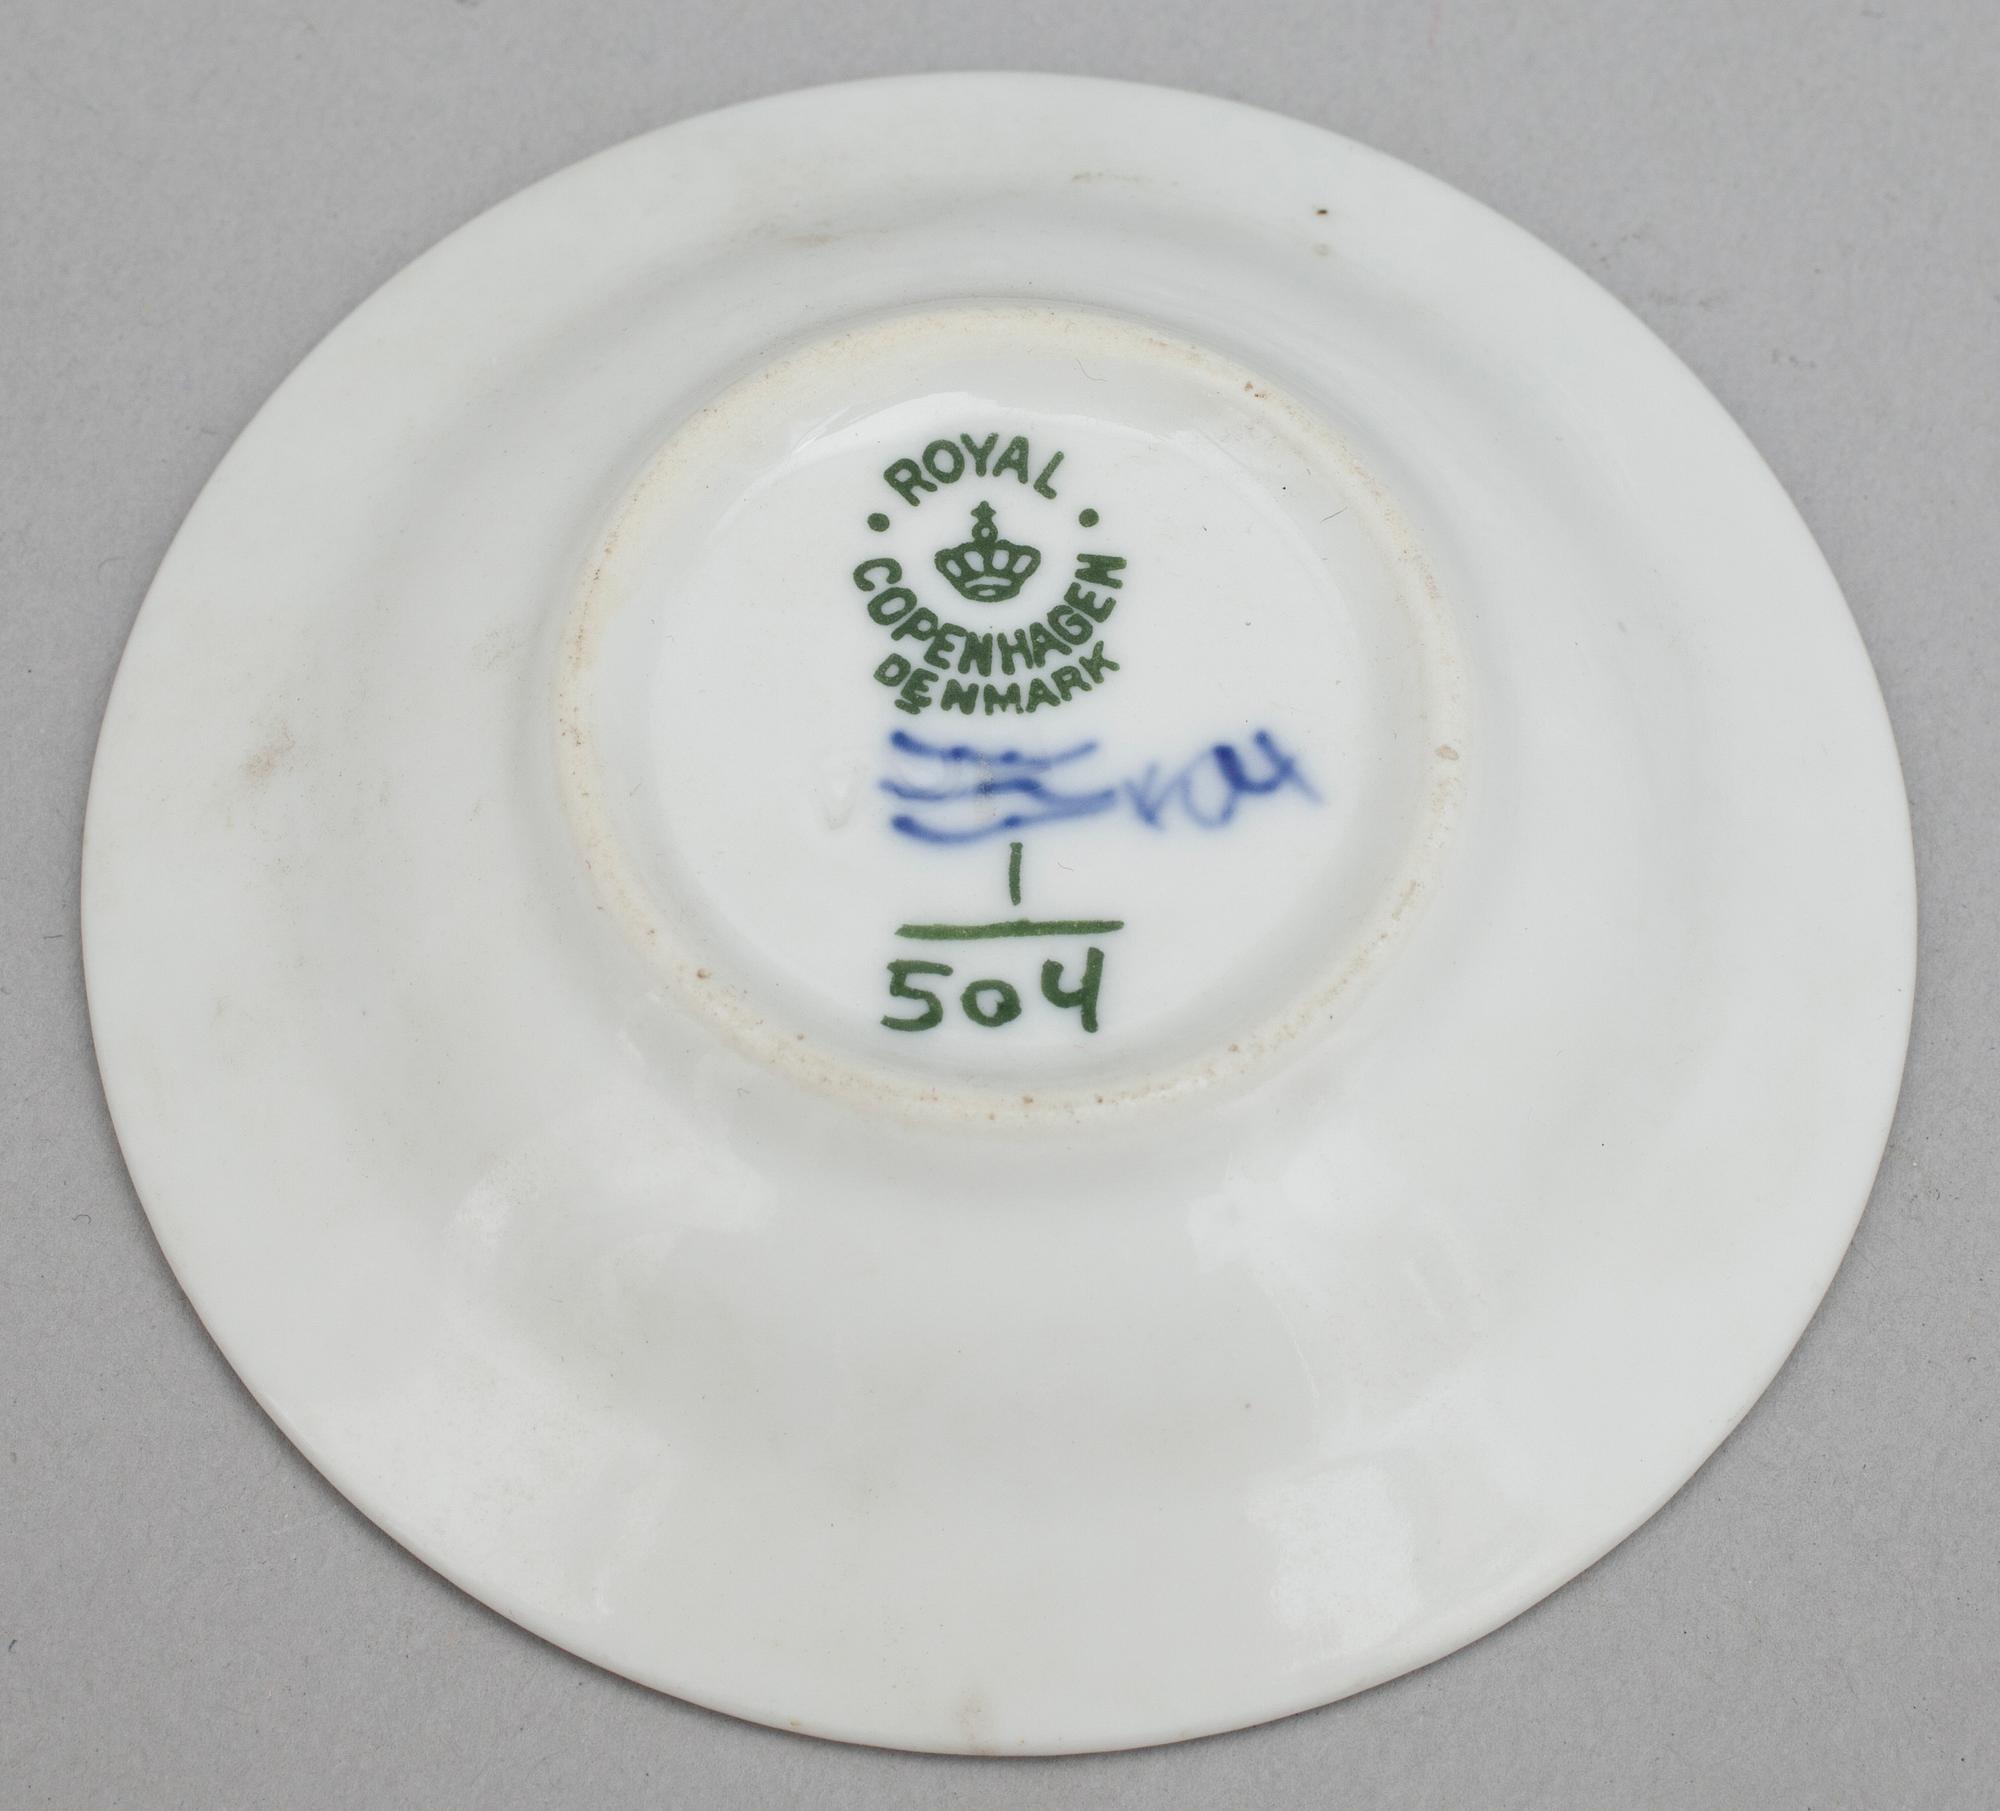 ROYAL
COPENHAGEN
DENMARK
1
504